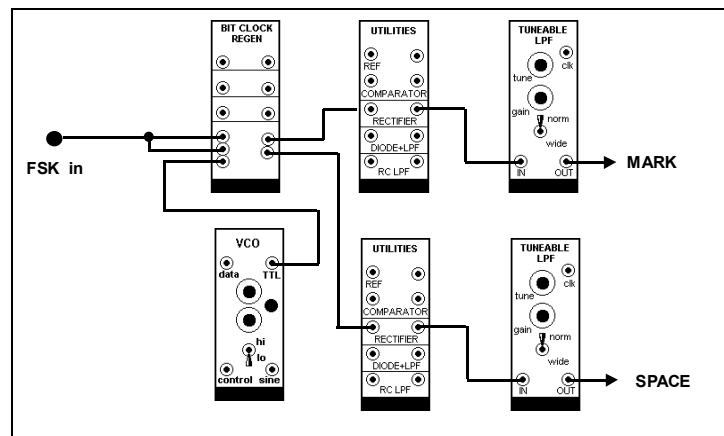 BIT CLOCK
REGEN
UTILITIES
REF
COMPARATOR
RECTIFIER
DIODE+LPF
RC LPF
TUNEABLE
LPF
clk
tune
gain
norm
wide
IN
OUT
MARK
FSK in
VCO
data
TTL
hi
lo
control
sine
UTILITIES
REF
COMPARATOR
RECTIFIER
DIODE+LPF
RC LPF
TUNEABLE
LPF
clk
tune
gain
norm
wide
IN
OUT
SPACE